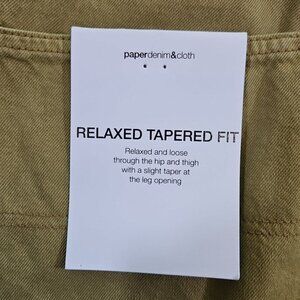 paperdenim&cloth
RELAXED TAPERED FIT
Relaxed and loose
through the hip and thigh
with a slight taper at
the leg opening